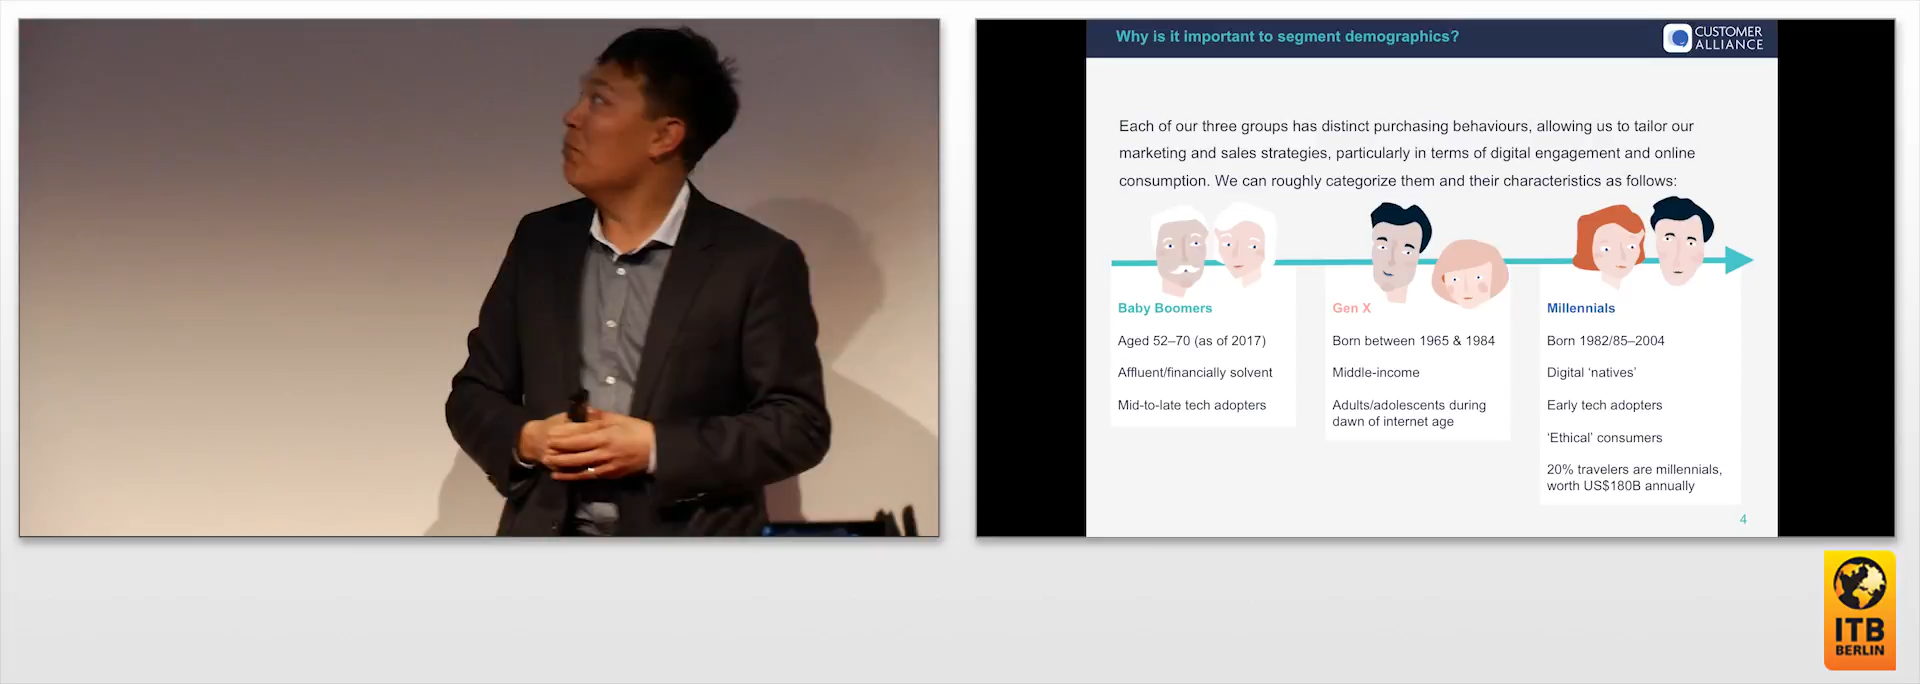 Why is it important to segment demographics?
CUSTOMER
ALLIANCE
Each of our three groups has distinct purchasing behaviours, allowing us to tailor our
marketing and sales strategies, particularly in terms of digital engagement and online
consumption. We can roughly categorize them and their characteristics as follows:
Baby Boomers
Aged 52–70 (as of 2017)
Affluent/financially solvent
Mid-to-late tech adopters
Gen X
Born between 1965 & 1984
Middle-income
Adults/adolescents during
dawn of internet age
Millennials
Born 1982/85–2004
Digital ‘natives’
Early tech adopters
‘Ethical’ consumers
20% travelers are millennials,
worth US$180B annually
4
ITB
BERLIN